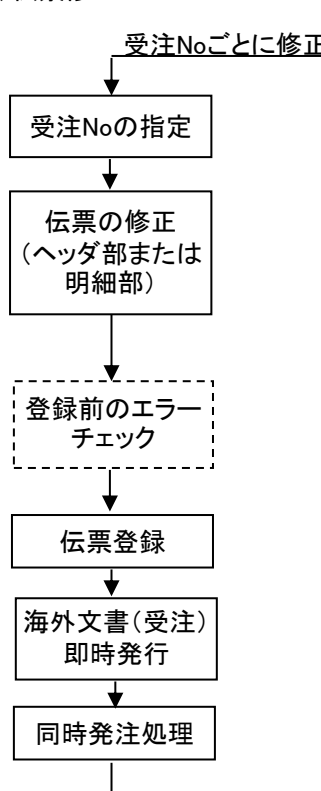 受注Noごとに修正
受注Noの指定
伝票の修正
（ヘッダ部または
明細部）
登録前のエラー
チェック
伝票登録
海外文書（受注）
即時発行
同時発注処理